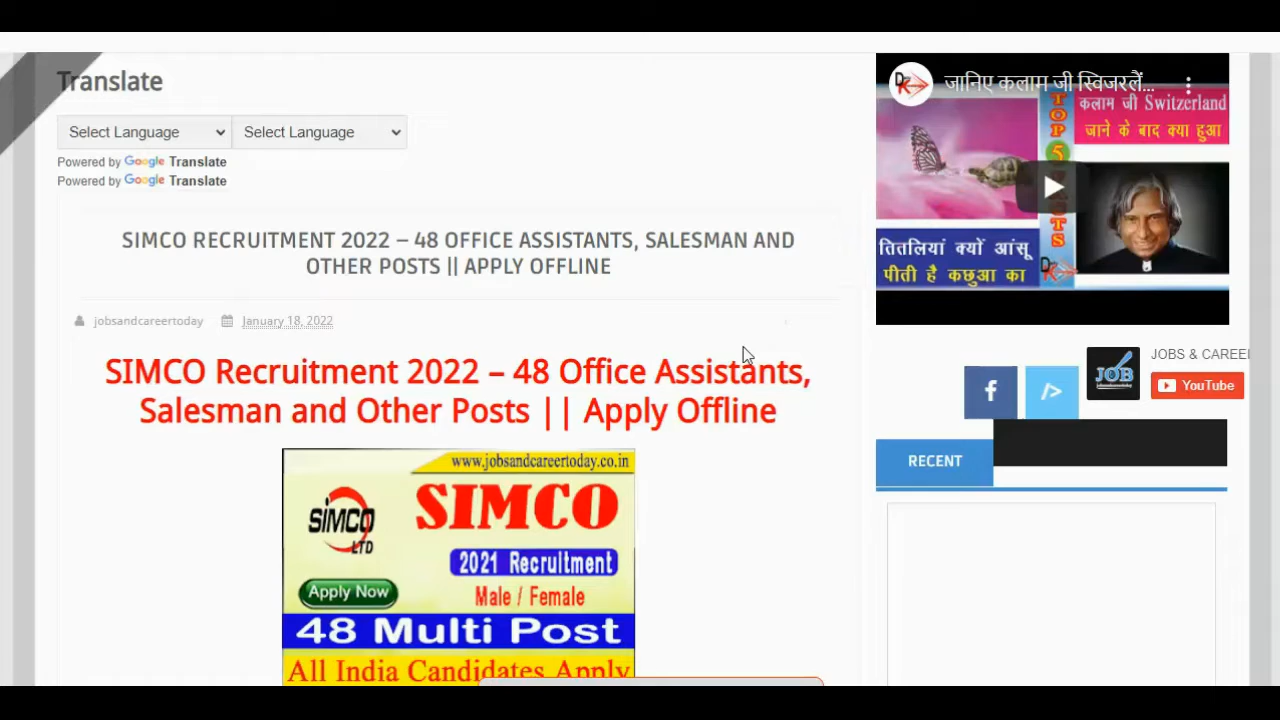 Translate
Select Language Select Language
Powered by Google Translate
Powered by Google Translate
SIMCO RECRUITMENT 2022 – 48 OFFICE ASSISTANTS, SALESMAN AND
OTHER POSTS || APPLY OFFLINE
jobsandcareertoday January 18, 2022
SIMCO Recruitment 2022 – 48 Office Assistants,
Salesman and Other Posts || Apply Offline
www.jobsandcareertoday.co.in
SIMCO
LTD
SIMCO
2021 Recruitment
Apply Now
Male / Female
48 Multi Post
All India Candidates Apply
जानिए कलाम जी स्विजरलैं...
TOP 5 FACTS
कलाम जी Switzerland
जाने के बाद क्या हुआ
तितलियां क्यों आंसू
पीती है कछुआ का
JOB
JOBS & CAREE
YouTube
RECENT